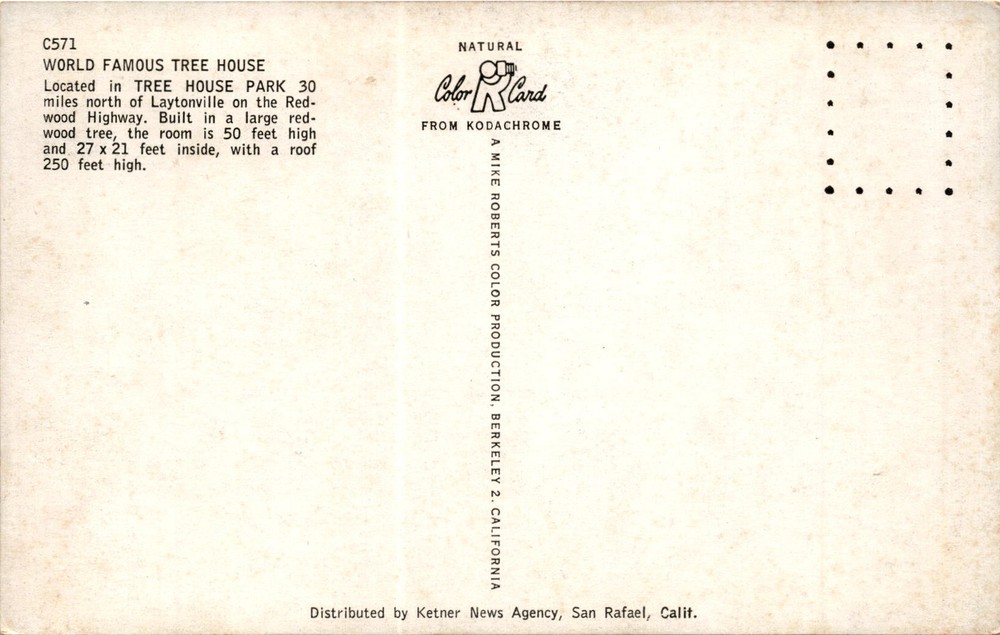 C571
WORLD FAMOUS TREE HOUSE
Located in TREE HOUSE PARK 30
miles north of Laytonville on the Red-
wood Highway. Built in a large red-
wood tree, the room is 50 feet high
and 27 x 21 feet inside, with a roof
250 feet high.
NATURAL
Color Card
FROM KODACHROME
A MIKE ROBERTS COLOR PRODUCTION, BERKELEY 2, CALIFORNIA
Distributed by Ketner News Agency, San Rafael, Calif.